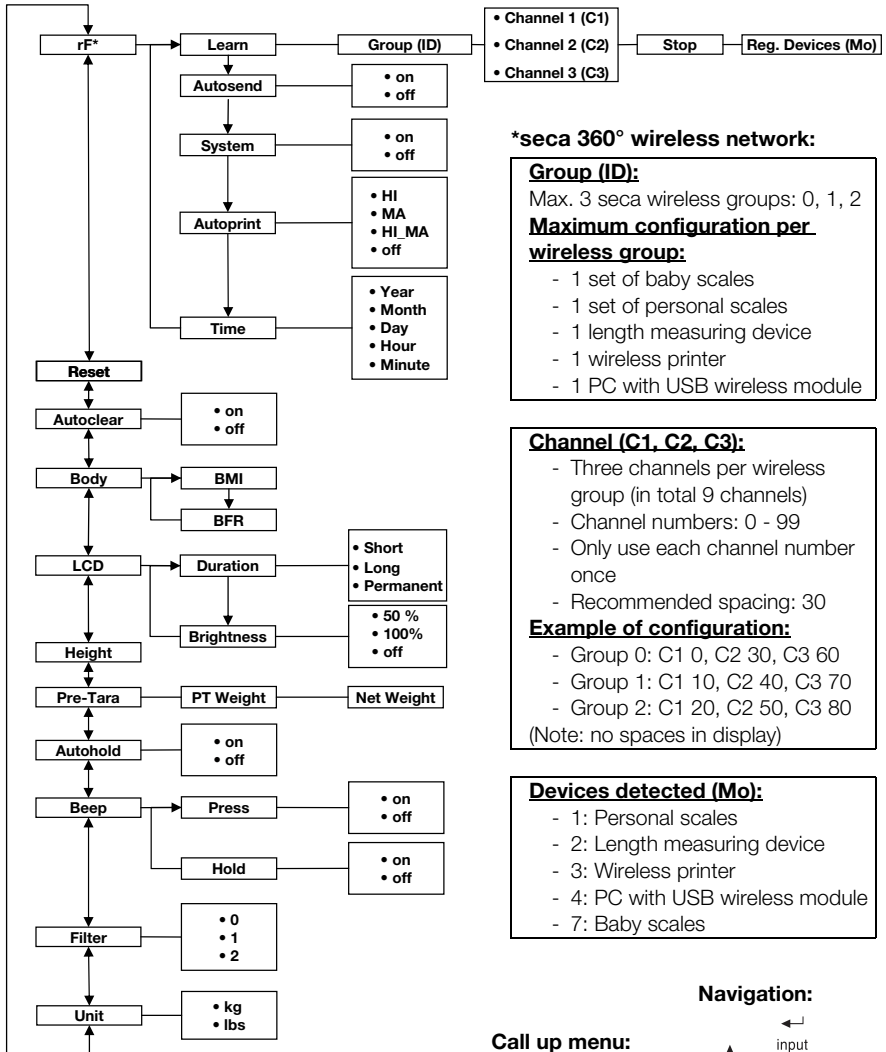 rF*
Learn
Group (ID)
• Channel 1 (C1)
• Channel 2 (C2)
• Channel 3 (C3)
Stop
Reg. Devices (Mo)
Autosend
• on
• off
System
• on
• off
Autoprint
• HI
• MA
• HI_MA
• off
Time
• Year
• Month
• Day
• Hour
• Minute
Reset
Autoclear
• on
• off
Body
BMI
BFR
LCD
Duration
• Short
• Long
• Permanent
Brightness
• 50 %
• 100%
• off
Height
Pre-Tara
PT Weight
Net Weight
Autohold
• on
• off
Beep
Press
• on
• off
Hold
• on
• off
Filter
• 0
• 1
• 2
Unit
• kg
• lbs
*seca 360° wireless network:
Group (ID):
Max. 3 seca wireless groups: 0, 1, 2
Maximum configuration per
wireless group:
- 1 set of baby scales
- 1 set of personal scales
- 1 length measuring device
- 1 wireless printer
- 1 PC with USB wireless module
Channel (C1, C2, C3):
- Three channels per wireless
group (in total 9 channels)
- Channel numbers: 0 - 99
- Only use each channel number
once
- Recommended spacing: 30
Example of configuration:
- Group 0: C1 0, C2 30, C3 60
- Group 1: C1 10, C2 40, C3 70
- Group 2: C1 20, C2 50, C3 80
(Note: no spaces in display)
Devices detected (Mo):
- 1: Personal scales
- 2: Length measuring device
- 3: Wireless printer
- 4: PC with USB wireless module
- 7: Baby scales
Navigation:
input
Call up menu: